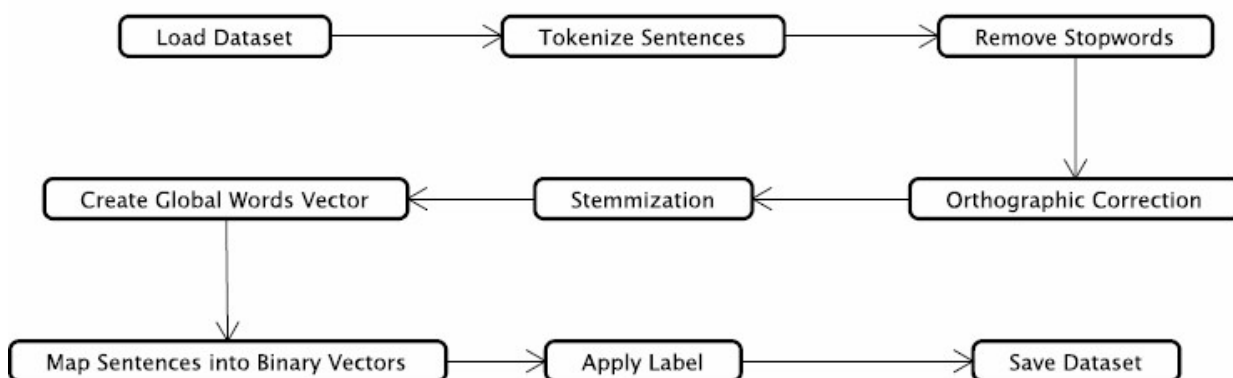 Load Dataset
Tokenize Sentences
Remove Stopwords
Orthographic Correction
Stemmization
Create Global Words Vector
Map Sentences into Binary Vectors
Apply Label
Save Dataset